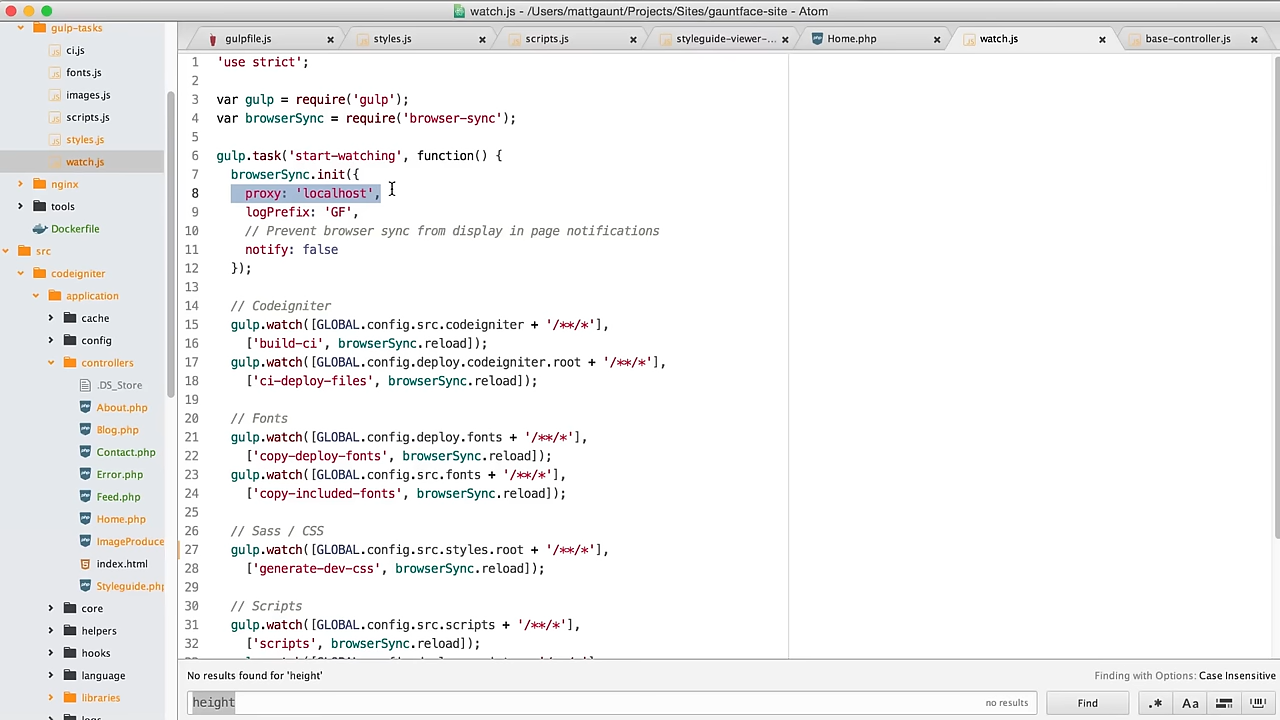 watch.js - /Users/mattgaunt/Projects/Sites/gauntface-site - Atom
gulp-tasks
ci.js
fonts.js
images.js
scripts.js
styles.js
watch.js
nginx
tools
Dockerfile
src
codeigniter
application
cache
config
controllers
.DS_Store
About.php
Blog.php
Contact.php
Error.php
Feed.php
Home.php
ImageProduce
index.html
Styleguide.php
core
helpers
hooks
language
libraries
logs
gulpfile.js
styles.js
scripts.js
styleguide-viewer-...
Home.php
watch.js
base-controller.js
1 'use strict';
2
3 var gulp = require('gulp');
4 var browserSync = require('browser-sync');
5
6 gulp.task('start-watching', function() {
7 browserSync.init({
8 proxy: 'localhost',
9 logPrefix: 'GF',
10 // Prevent browser sync from display in page notifications
11 notify: false
12 });
13
14 // Codeigniter
15 gulp.watch([GLOBAL.config.src.codeigniter + '/**/*'],
16 ['build-ci', browserSync.reload]);
17 gulp.watch([GLOBAL.config.deploy.codeigniter.root + '/**/*'],
18 ['ci-deploy-files', browserSync.reload]);
19
20 // Fonts
21 gulp.watch([GLOBAL.config.deploy.fonts + '/**/*'],
22 ['copy-deploy-fonts', browserSync.reload]);
23 gulp.watch([GLOBAL.config.src.fonts + '/**/*'],
24 ['copy-included-fonts', browserSync.reload]);
25
26 // Sass / CSS
27 gulp.watch([GLOBAL.config.src.styles.root + '/**/*'],
28 ['generate-dev-css', browserSync.reload]);
29
30 // Scripts
31 gulp.watch([GLOBAL.config.src.scripts + '/**/*'],
32 ['scripts', browserSync.reload]);
No results found for 'height'
Finding with Options: Case Insensitive
height
no results
Find
.*
Aa